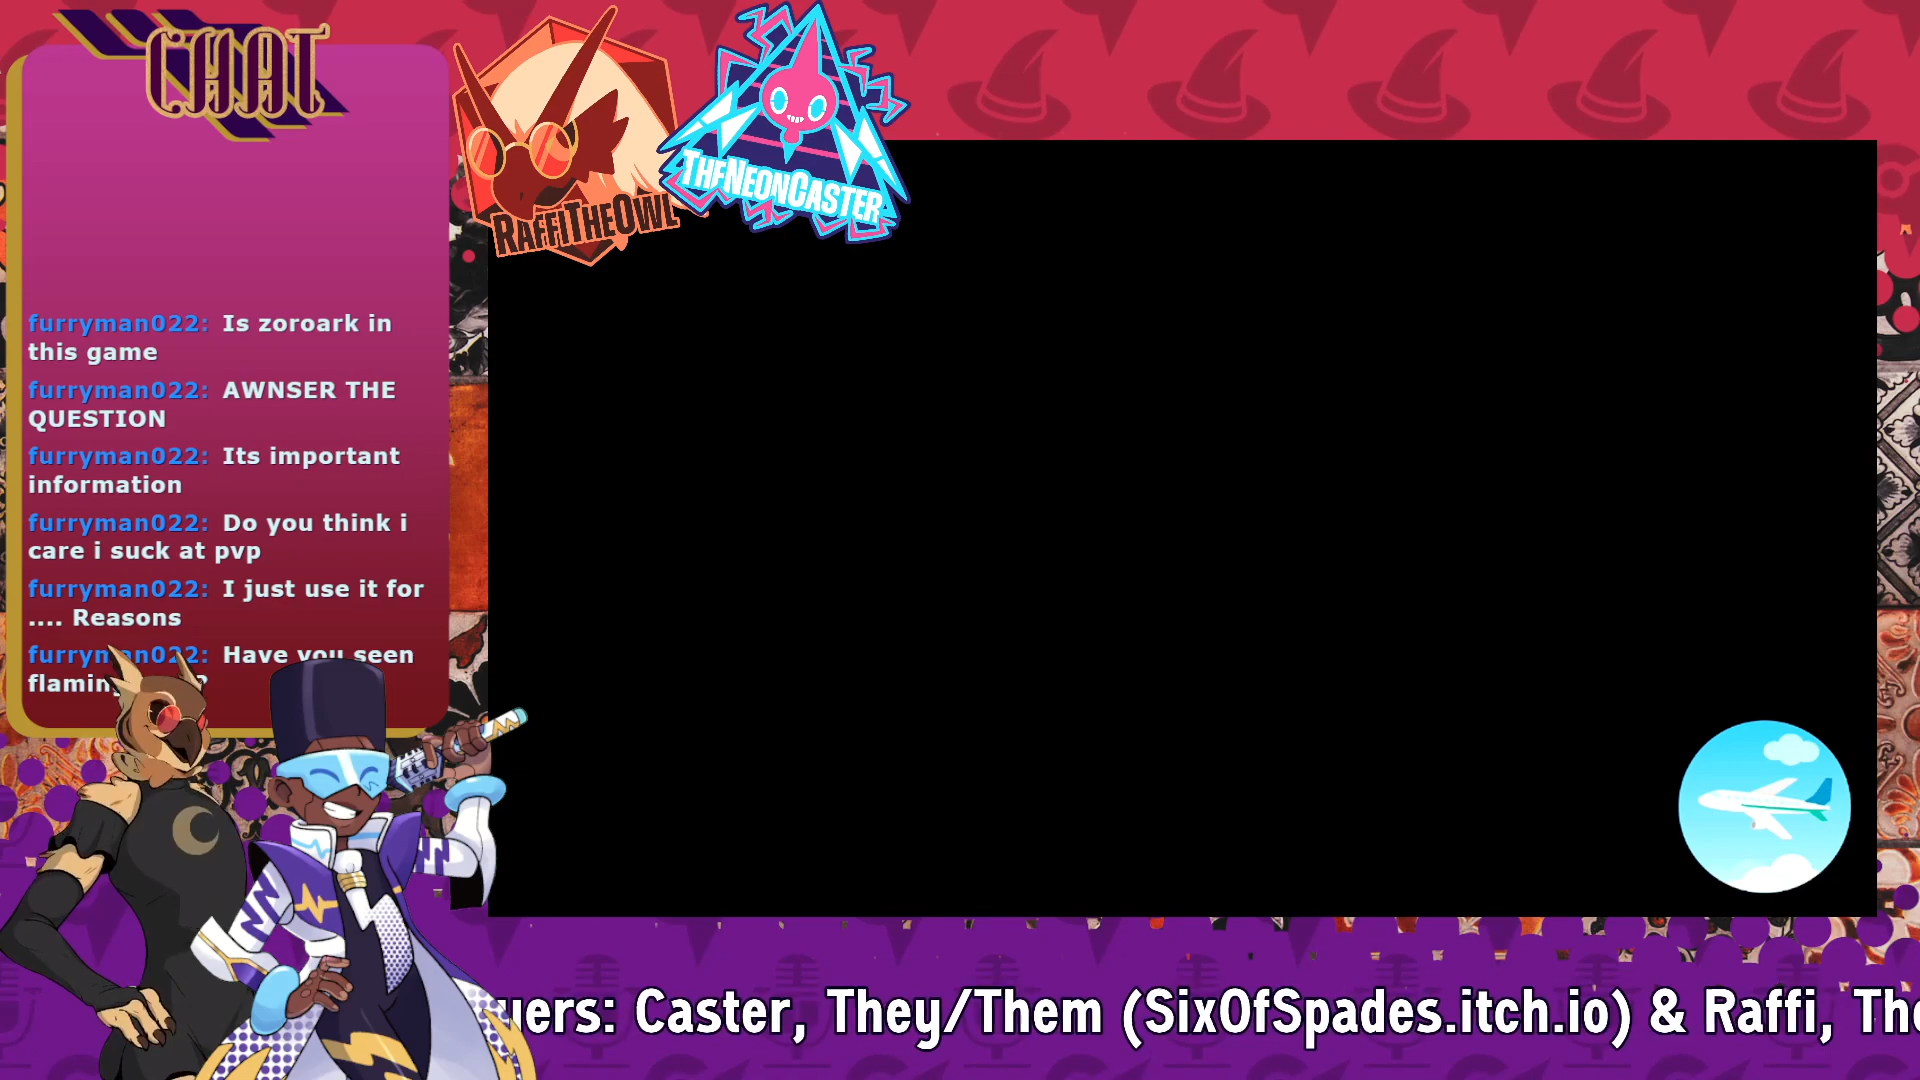 CHAT
RAFFITHEOWL
THENEONCASTER
furryman022: Is zoroark in
this game
furryman022: AWNSER THE
QUESTION
furryman022: Its important
information
furryman022: Do you think i
care i suck at pvp
furryman022: I just use it for
.... Reasons
furryman022: Have you seen
yers: Caster, They/Them (SixOfSpades.itch.io) & Raffi, The